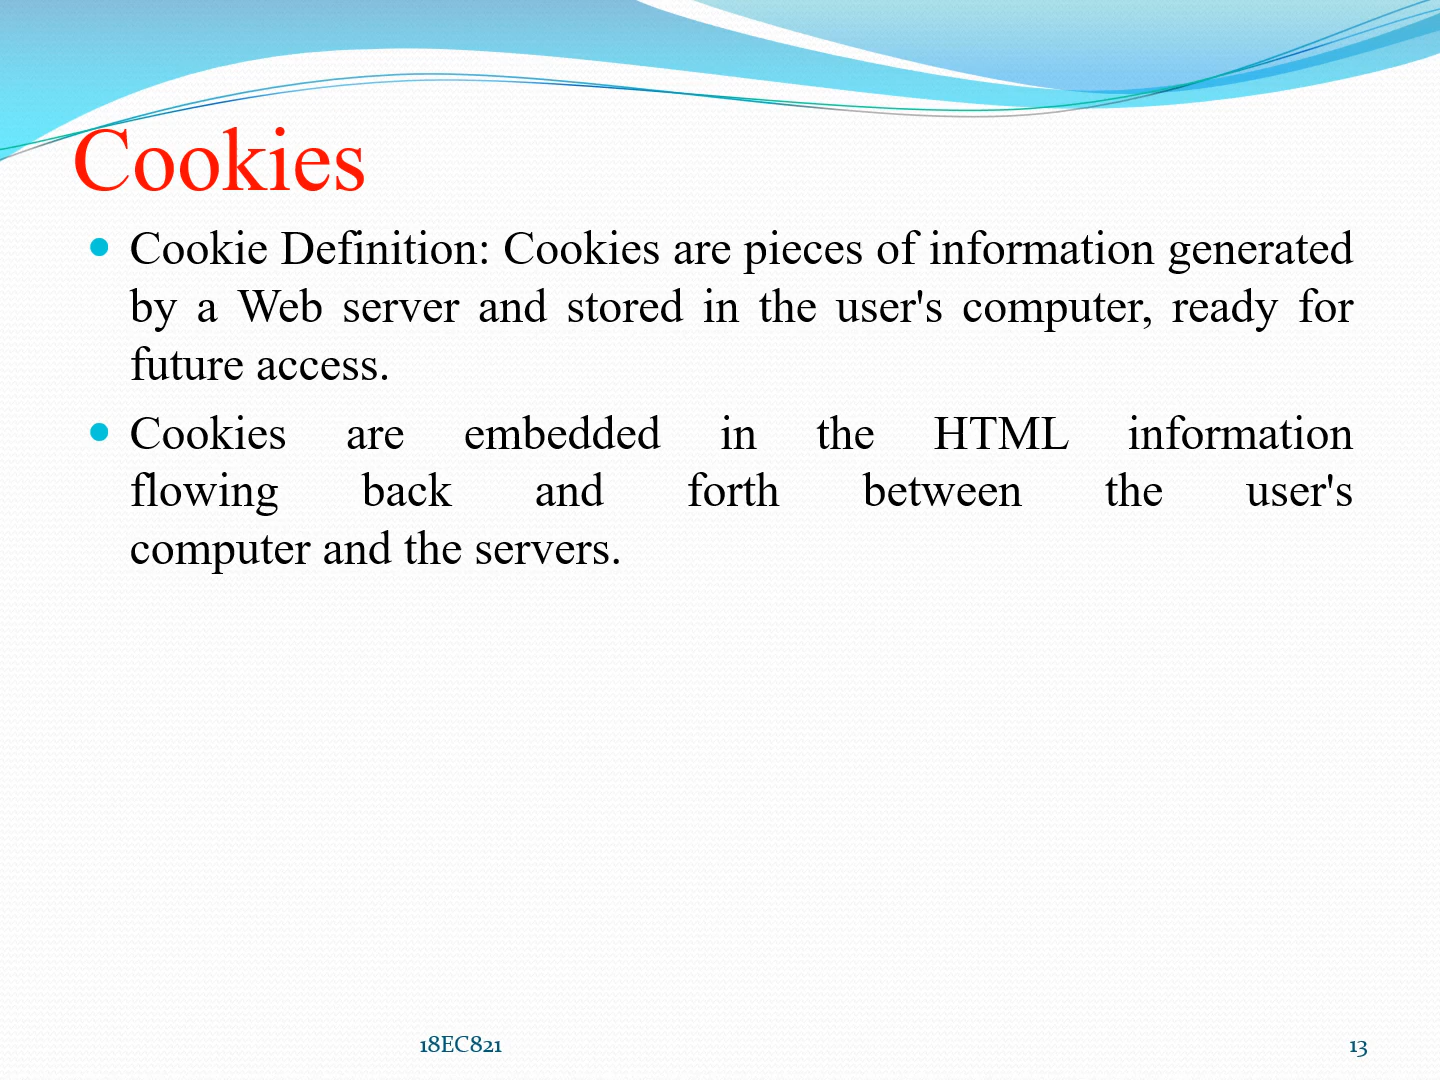 Cookies
Cookie Definition: Cookies are pieces of information generated
by a Web server and stored in the user's computer, ready for
future access.
Cookies are embedded in the HTML information
flowing back and forth between the user's
computer and the servers.
18EC821
13